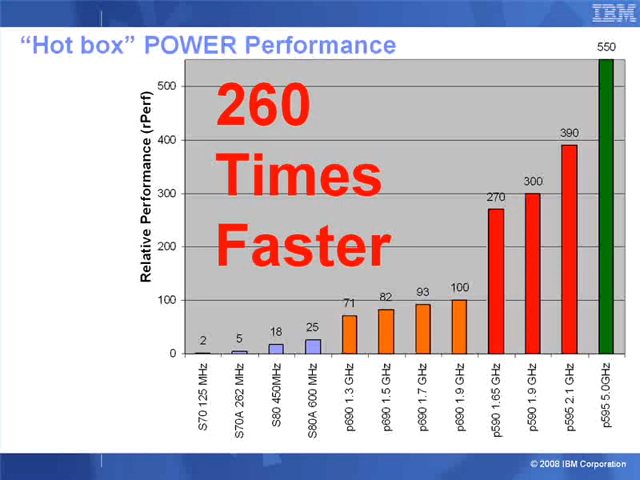 IBM
“Hot box” POWER Performance
260
Times
Faster
Relative Performance (rPerf)
500
400
300
200
100
0
2
5
18
25
71
82
93
100
270
300
390
550
S70 125 MHz
S70A 262 MHz
S80 450MHz
S80A 600 MHz
p690 1.3 GHz
p690 1.5 GHz
p690 1.7 GHz
p690 1.9 GHz
p590 1.65 GHz
p590 1.9 GHz
p595 2.1 GHz
p595 5.0GHz
© 2008 IBM Corporation